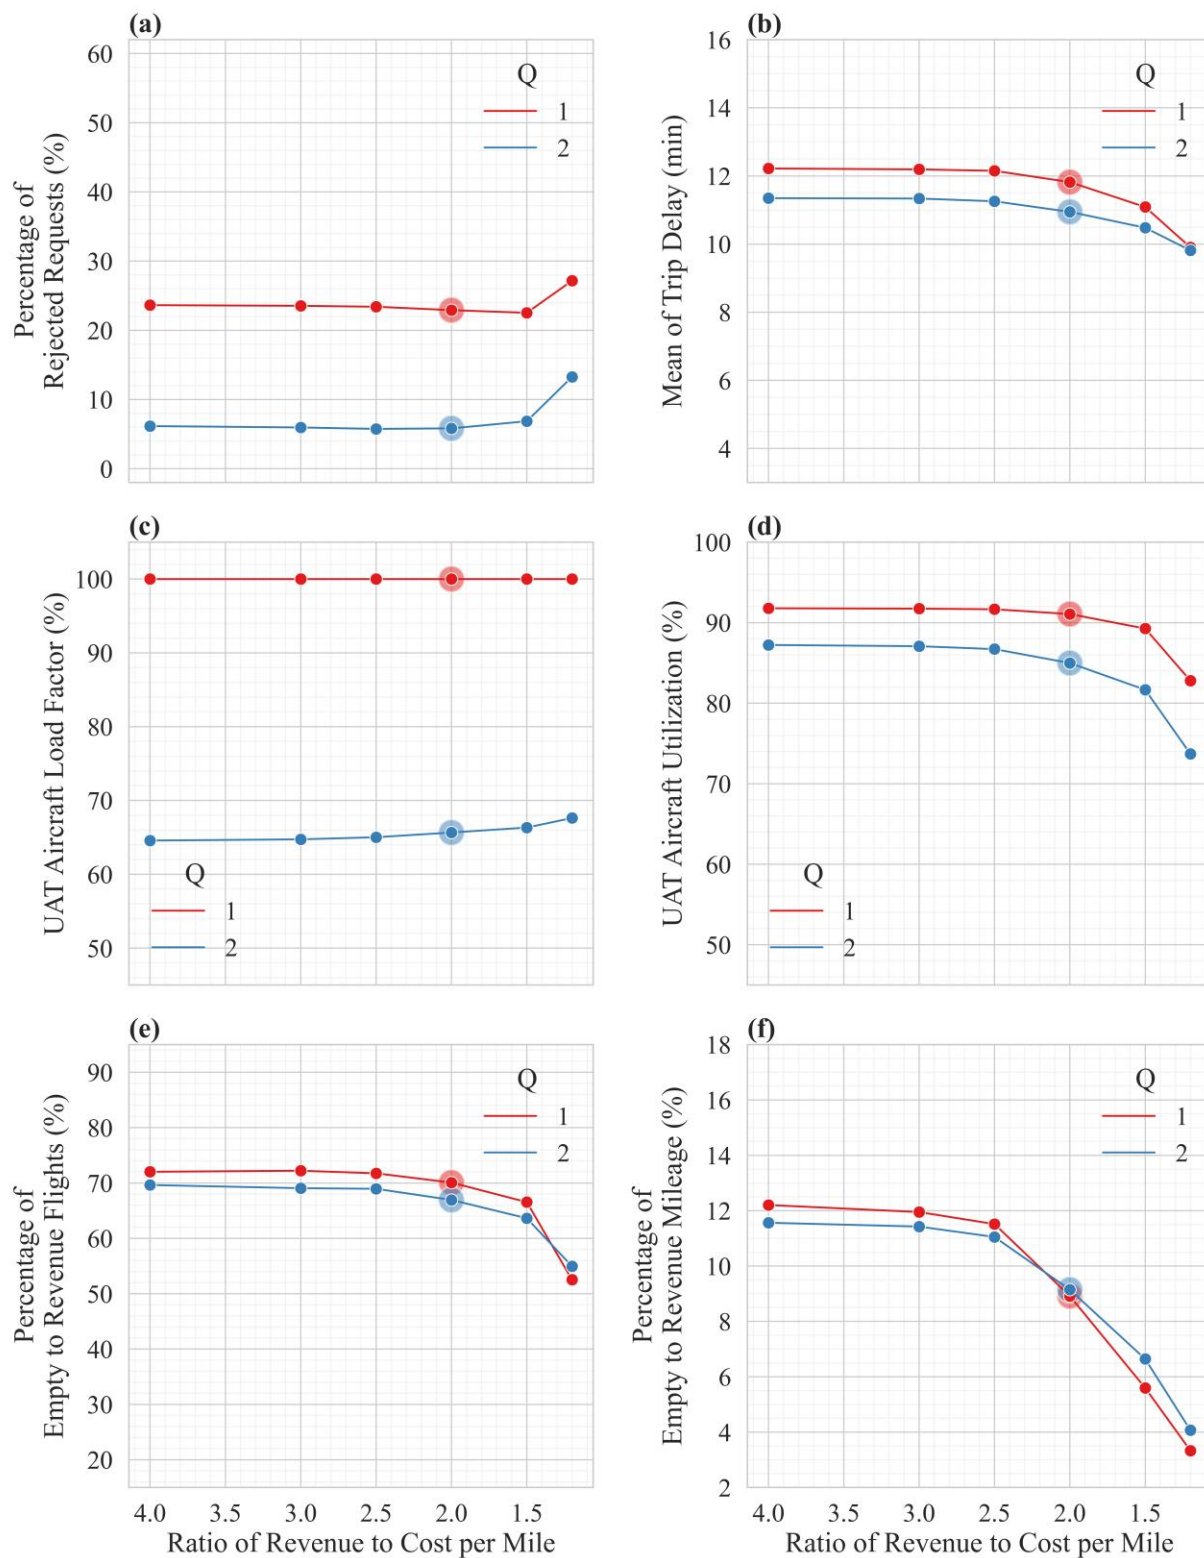 (a)
60
50
40
30
20
10
0
Percentage of
Rejected Requests (%)
Q
1
2
(b)
16
14
12
10
8
6
4
Mean of Trip Delay (min)
Q
1
2
(c)
100
90
80
70
60
50
UAT Aircraft Load Factor (%)
Q
1
2
(d)
100
90
80
70
60
50
UAT Aircraft Utilization (%)
Q
1
2
(e)
90
80
70
60
50
40
30
20
Percentage of
Empty to Revenue Flights (%)
Q
1
2
4.0 3.5 3.0 2.5 2.0 1.5
Ratio of Revenue to Cost per Mile
(f)
18
16
14
12
10
8
6
4
2
Percentage of
Empty to Revenue Mileage (%)
Q
1
2
4.0 3.5 3.0 2.5 2.0 1.5
Ratio of Revenue to Cost per Mile